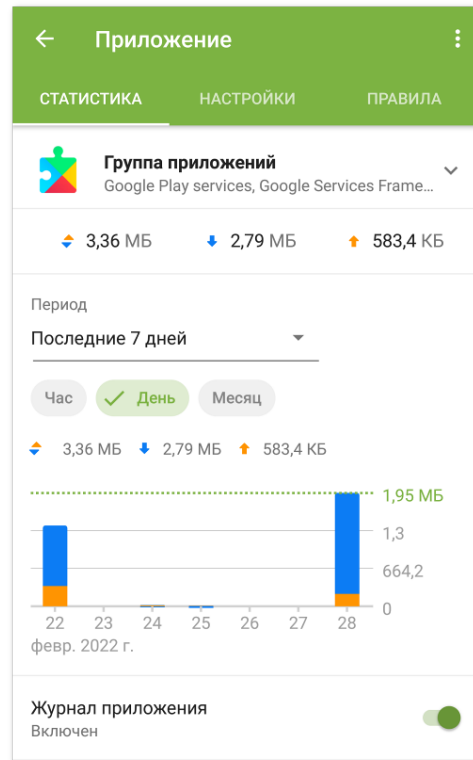 Приложение
СТАТИСТИКА НАСТРОЙКИ ПРАВИЛА
Группа приложений
Google Play services, Google Services Frame...
3,36 МБ 2,79 МБ 583,4 КБ
Период
Последние 7 дней
Час День Месяц
3,36 МБ 2,79 МБ 583,4 КБ
1,95 МБ
1,3
664,2
0
22 23 24 25 26 27 28
февр. 2022 г.
Журнал приложения
Включен